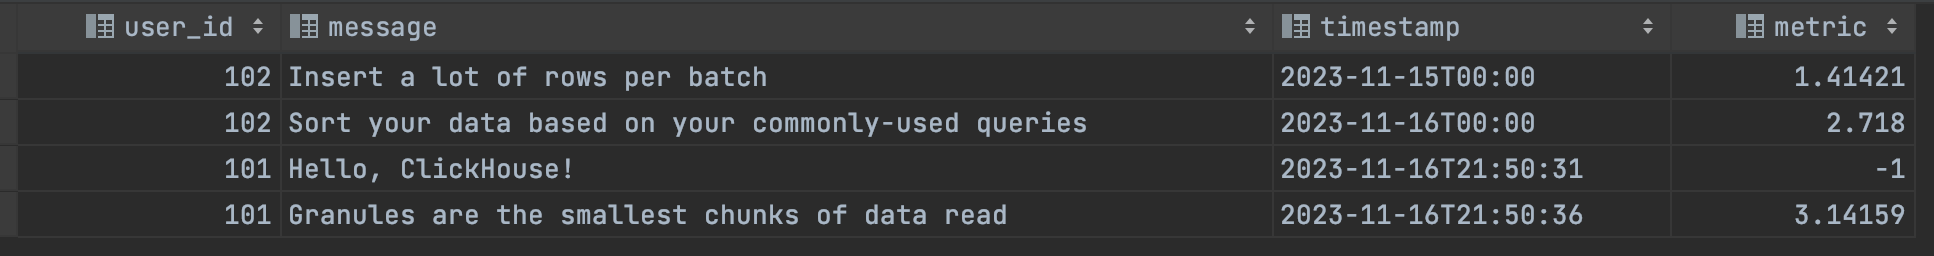 user_id message timestamp metric
102 Insert a lot of rows per batch 2023-11-15T00:00 1.41421
102 Sort your data based on your commonly-used queries 2023-11-16T00:00 2.718
101 Hello, ClickHouse! 2023-11-16T21:50:31 -1
101 Granules are the smallest chunks of data read 2023-11-16T21:50:36 3.14159